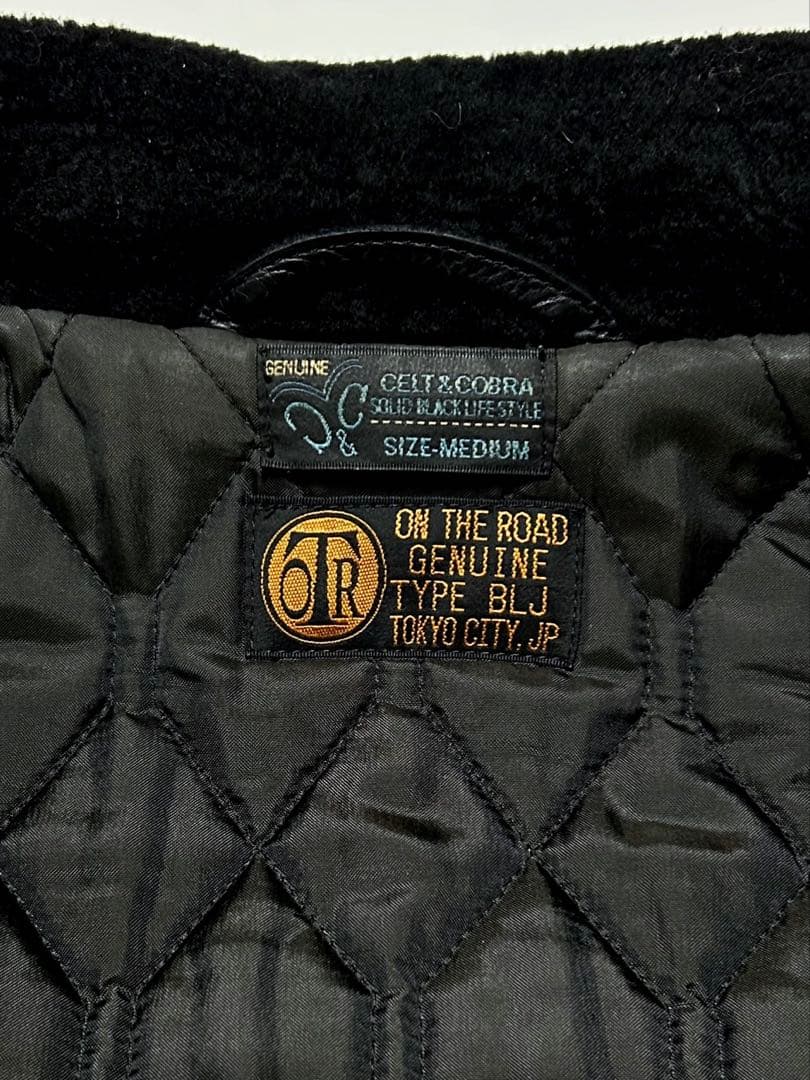 GENUINE
C&C
CELT&COBRA
SOLID BLACK LIFE STYLE
SIZE-MEDIUM
OTR
ON THE ROAD
GENUINE
TYPE BLJ
TOKYO CITY, JP